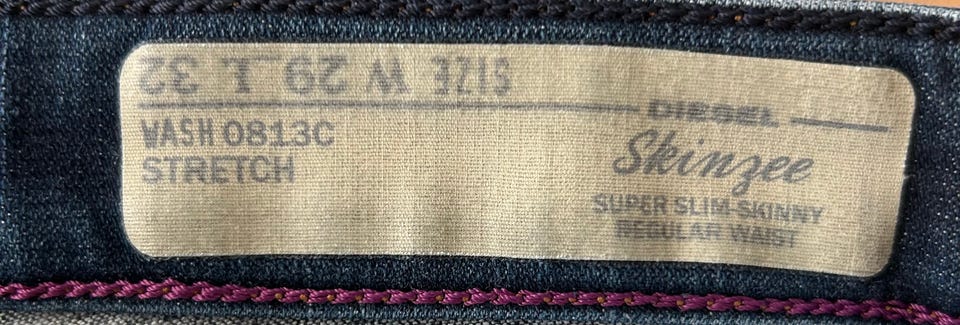 SIZE W 29 L 32
DIESEL
WASH 0813C
STRETCH
Skinzee
SUPER SLIM-SKINNY
REGULAR WAIST